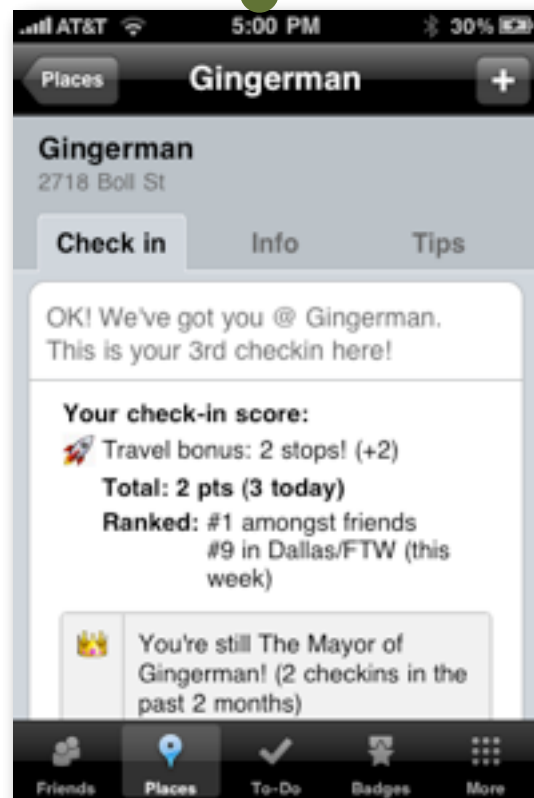 AT&T 5:00 PM 30%
Places Gingerman +
Gingerman
2718 Boll St
Check in Info Tips
OK! We've got you @ Gingerman.
This is your 3rd checkin here!
Your check-in score:
Travel bonus: 2 stops! (+2)
Total: 2 pts (3 today)
Ranked: #1 amongst friends
#9 in Dallas/FTW (this
week)
You're still The Mayor of
Gingerman! (2 checkins in the
past 2 months)
Friends Places To-Do Badges More